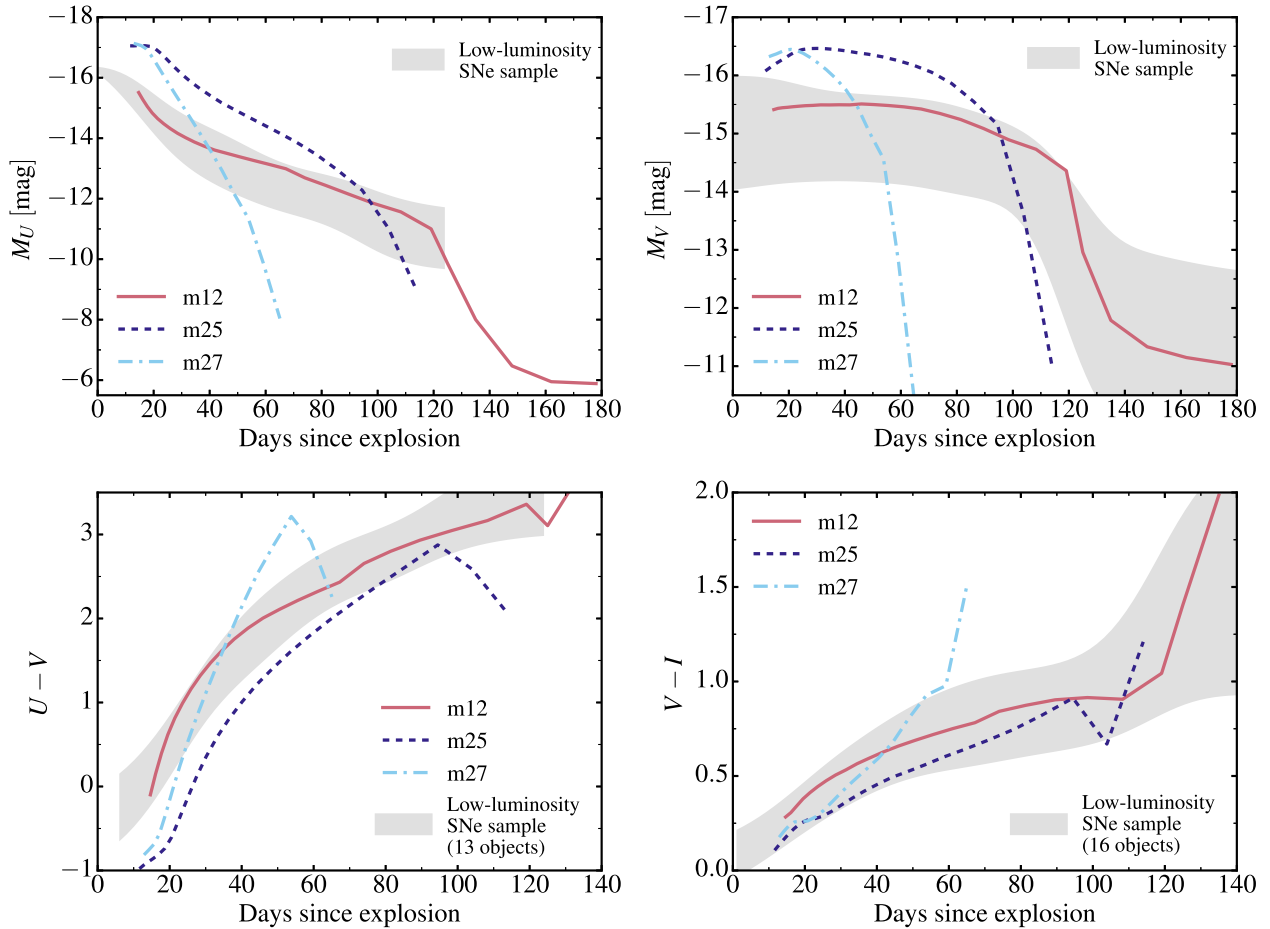 −18
−16
−14
−12
−10
−8
−6
M_U [mag]
Low-luminosity
SNe sample
m12
m25
m27
0 20 40 60 80 100 120 140 160 180
Days since explosion
−17
−16
−15
−14
−13
−12
−11
M_V [mag]
Low-luminosity
SNe sample
m12
m25
m27
0 20 40 60 80 100 120 140 160 180
Days since explosion
3
2
1
0
−1
U − V
m12
m25
m27
Low-luminosity
SNe sample
(13 objects)
0 20 40 60 80 100 120 140
Days since explosion
2.0
1.5
1.0
0.5
0.0
V − I
m12
m25
m27
Low-luminosity
SNe sample
(16 objects)
0 20 40 60 80 100 120 140
Days since explosion